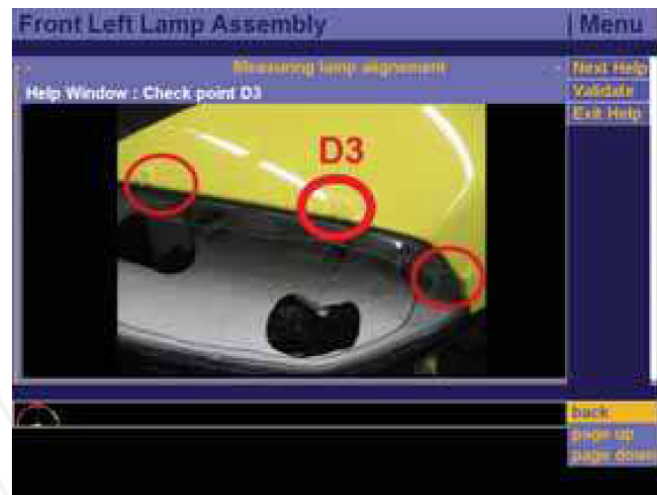 Front Left Lamp Assembly
Menu
Measuring lamp alignement
Next Help
Help Window : Check point D3
Validate
Exit Help
D3
back
page up
page down